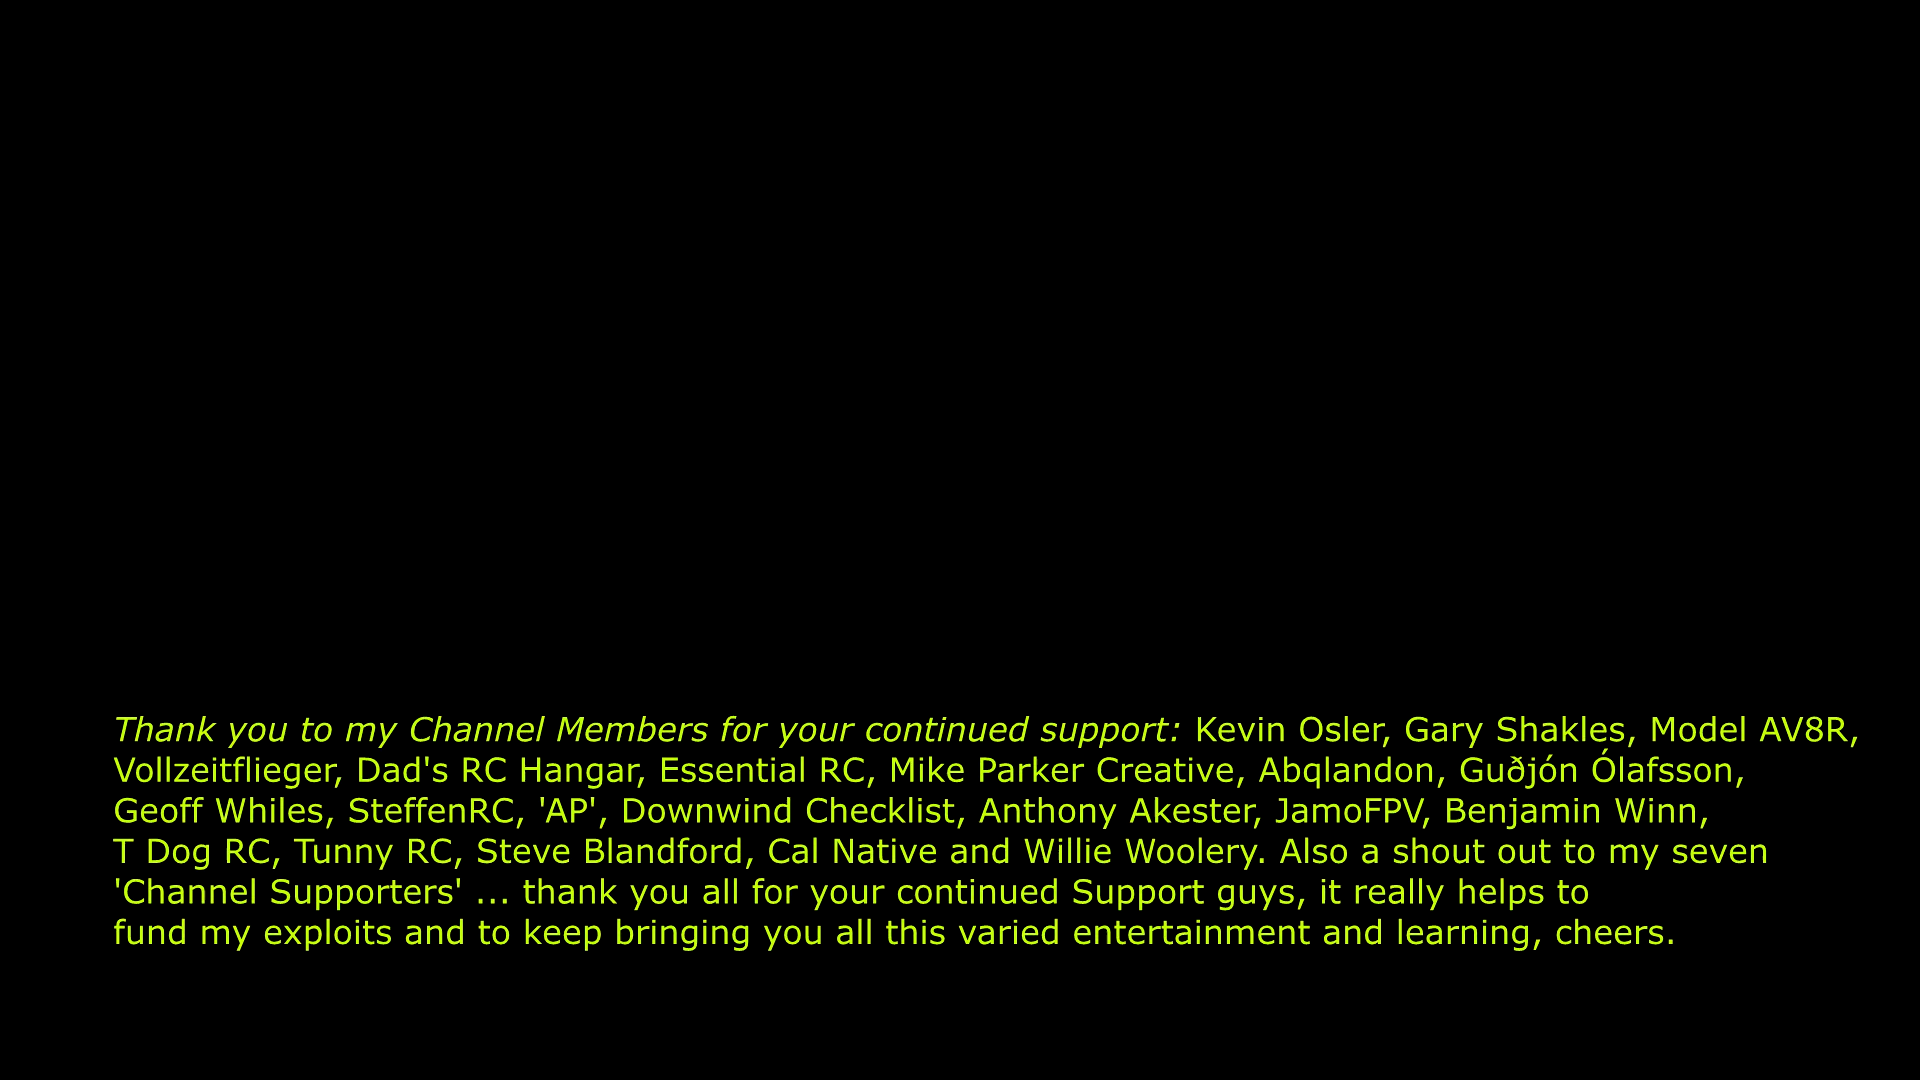 Thank you to my Channel Members for your continued support: Kevin Osler, Gary Shakles, Model AV8R,
Vollzeitflieger, Dad's RC Hangar, Essential RC, Mike Parker Creative, Abqlandon, Guðjón Ólafsson,
Geoff Whiles, SteffenRC, 'AP', Downwind Checklist, Anthony Akester, JamoFPV, Benjamin Winn,
T Dog RC, Tunny RC, Steve Blandford, Cal Native and Willie Woolery. Also a shout out to my seven
'Channel Supporters' ... thank you all for your continued Support guys, it really helps to
fund my exploits and to keep bringing you all this varied entertainment and learning, cheers.